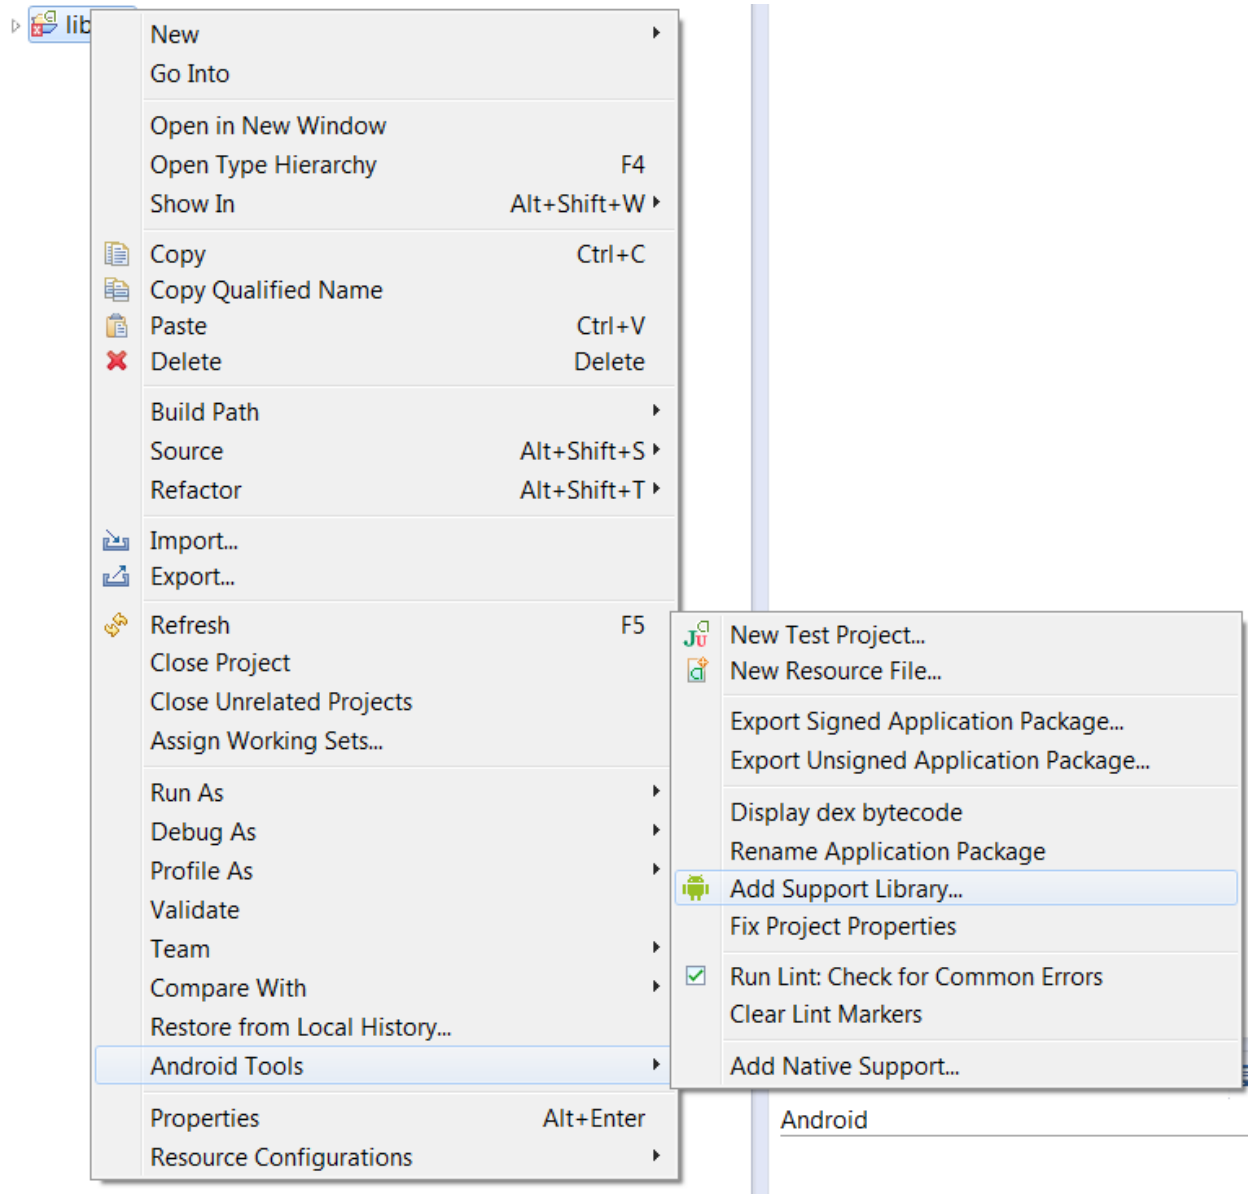 lib
New
Go Into
Open in New Window
Open Type Hierarchy F4
Show In Alt+Shift+W
Copy Ctrl+C
Copy Qualified Name
Paste Ctrl+V
Delete Delete
Build Path
Source Alt+Shift+S
Refactor Alt+Shift+T
Import...
Export...
Refresh F5
Close Project
Close Unrelated Projects
Assign Working Sets...
Run As
Debug As
Profile As
Validate
Team
Compare With
Restore from Local History...
Android Tools
Properties Alt+Enter
Resource Configurations
New Test Project...
New Resource File...
Export Signed Application Package...
Export Unsigned Application Package...
Display dex bytecode
Rename Application Package
Add Support Library...
Fix Project Properties
Run Lint: Check for Common Errors
Clear Lint Markers
Add Native Support...
Android